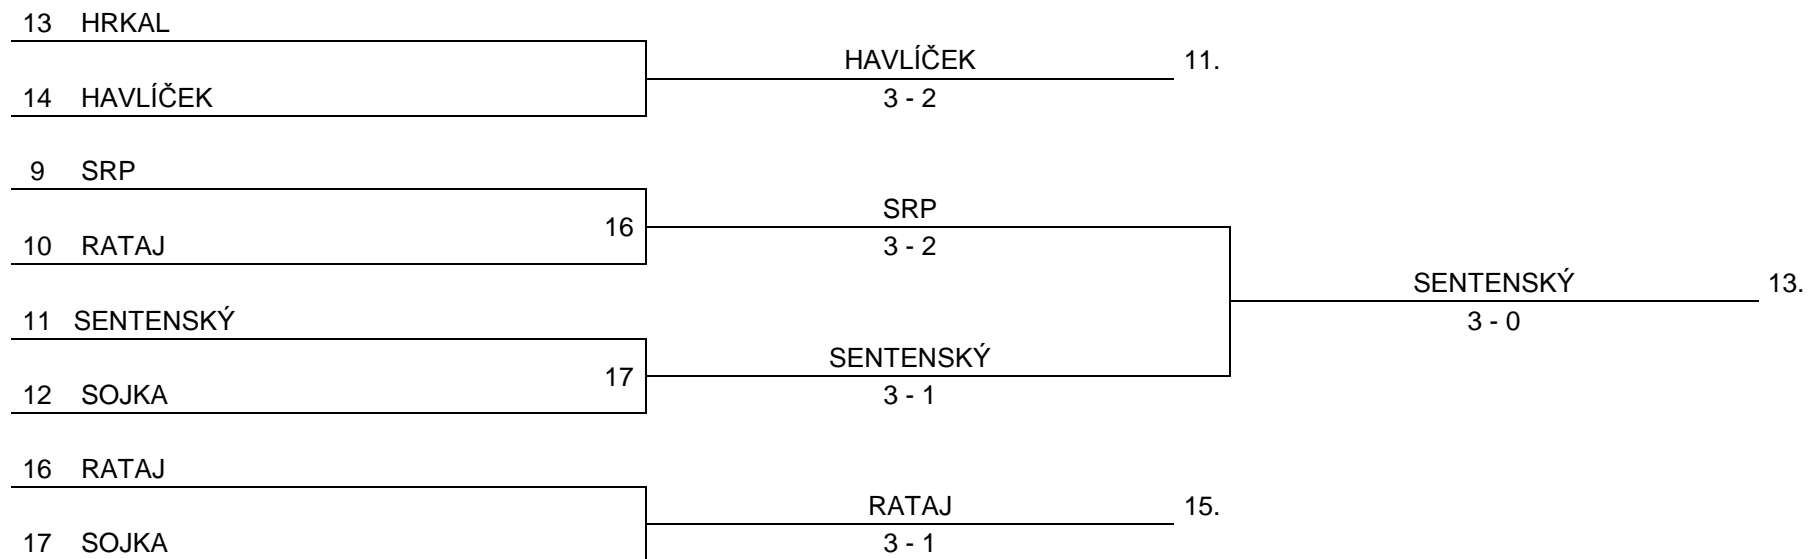 13 HRKAL
HAVLÍČEK 11.
14 HAVLÍČEK 3 - 2
9 SRP
SRP
16
10 RATAJ 3 - 2
SENTENSKÝ 13.
11 SENTENSKÝ 3 - 0
SENTENSKÝ
17
12 SOJKA 3 - 1
16 RATAJ
RATAJ 15.
17 SOJKA 3 - 1